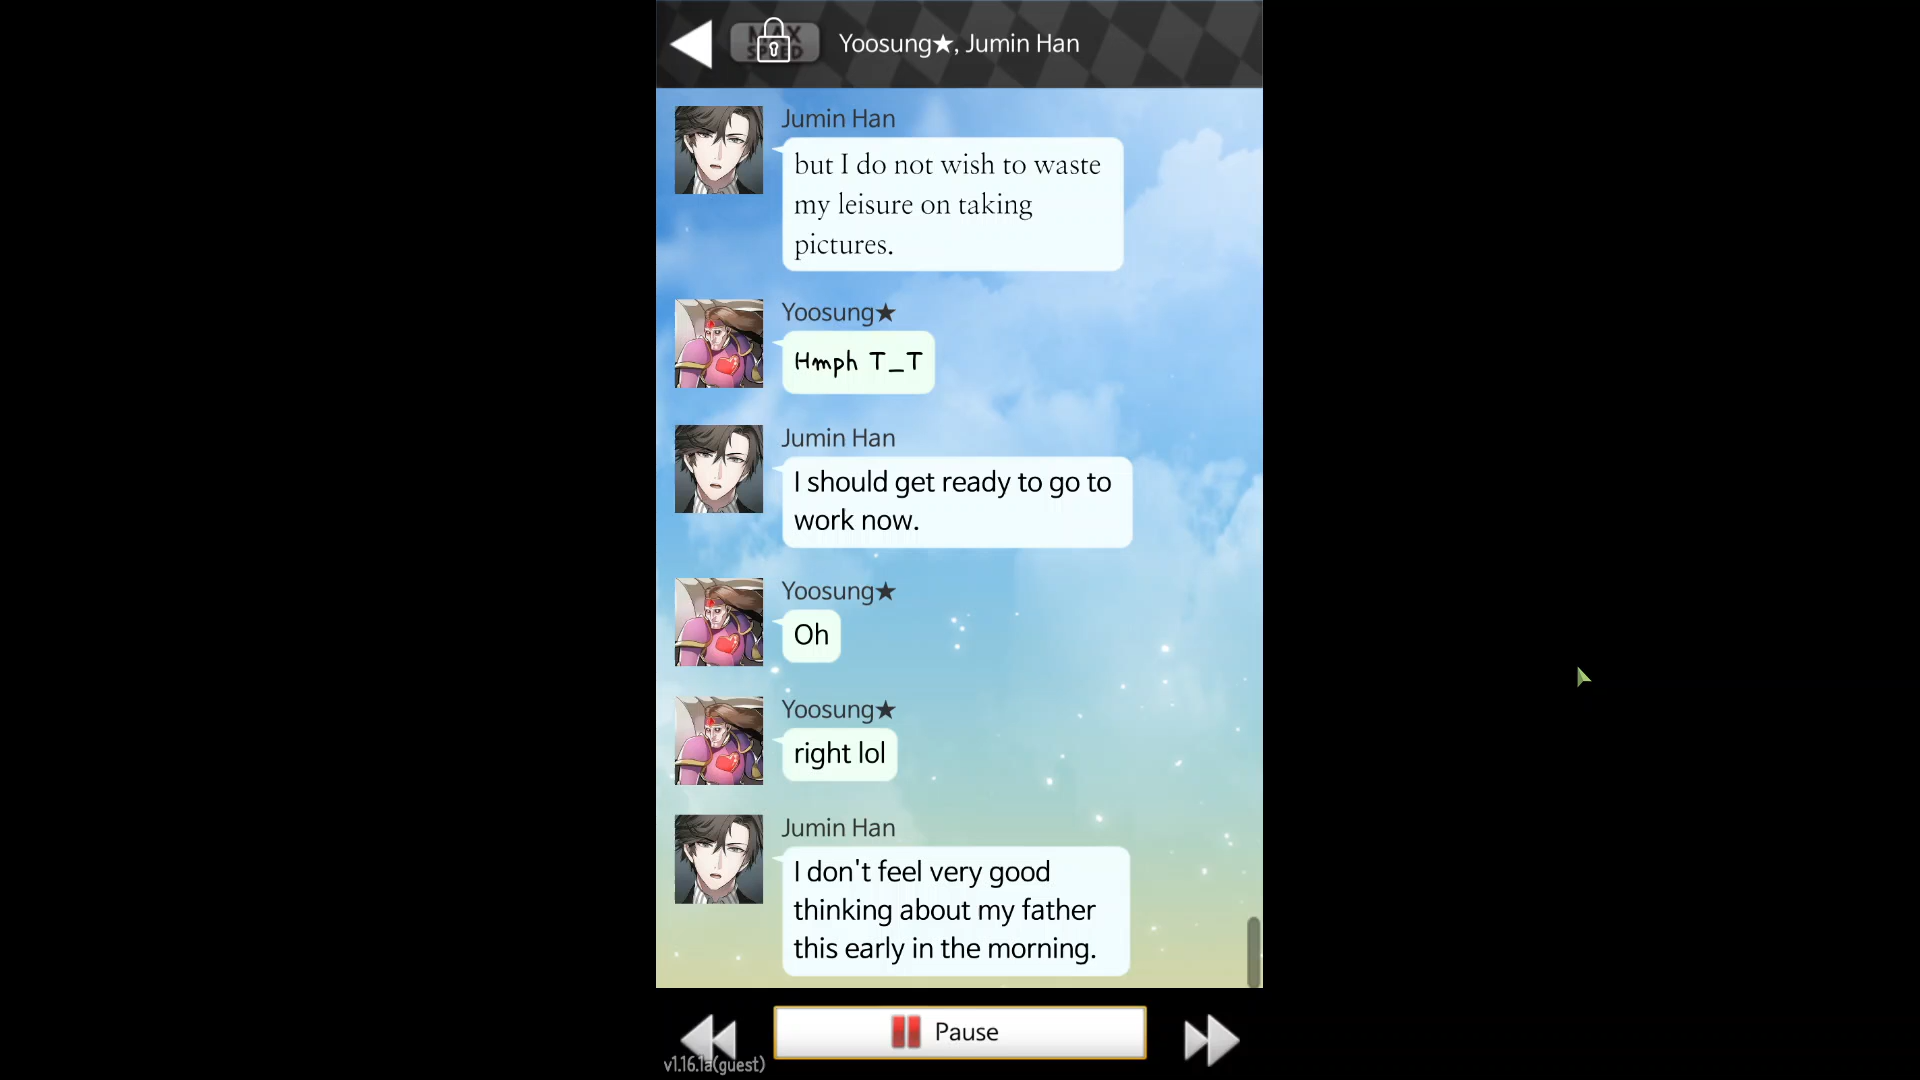 MAX
SPEED
Yoosung★, Jumin Han
Jumin Han
but I do not wish to waste
my leisure on taking
pictures.
Yoosung★
Hmph T_T
Jumin Han
I should get ready to go to
work now.
Yoosung★
Oh
Yoosung★
right lol
Jumin Han
I don't feel very good
thinking about my father
this early in the morning.
Pause
v1.16.1a(guest)